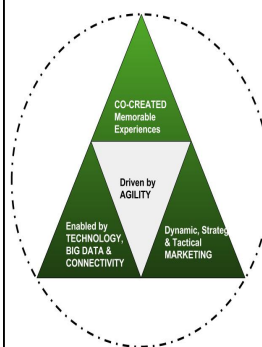 CO-CREATED
Memorable
Experiences
Driven by
AGILITY
Enabled by
TECHNOLOGY,
BIG DATA &
CONNECTIVITY
Dynamic, Strateg
& Tactical
MARKETING